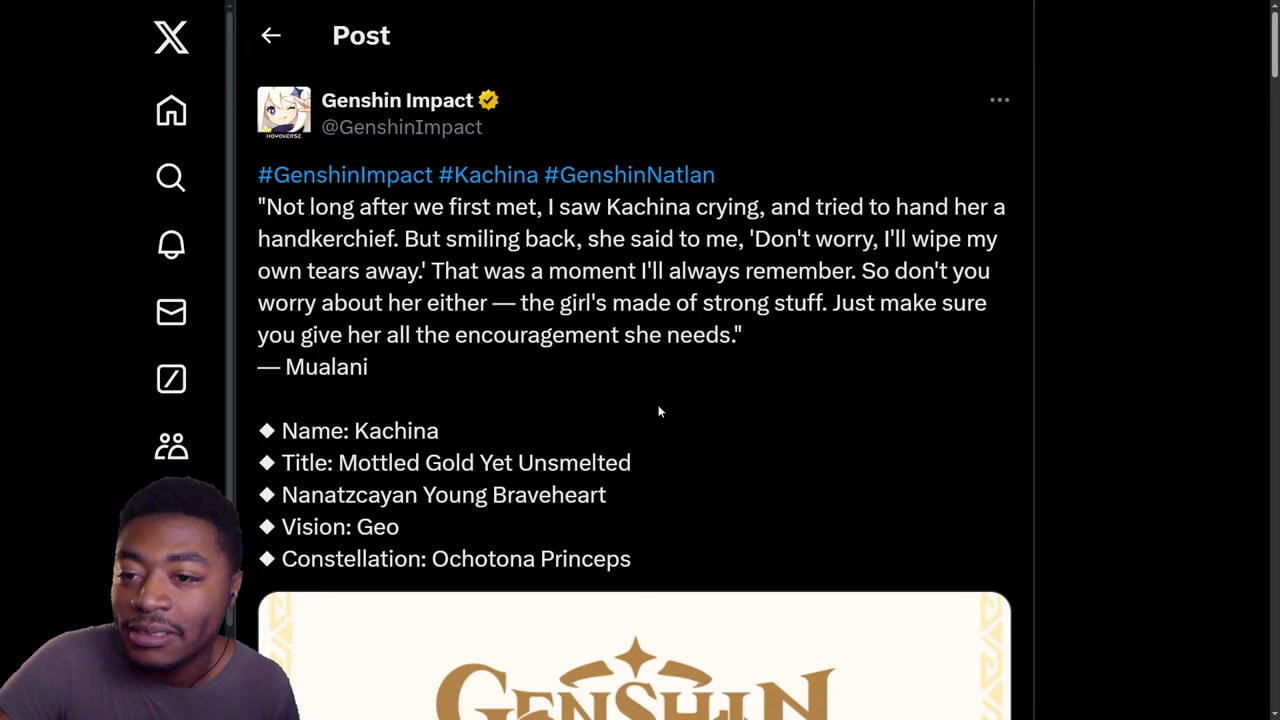 Post
Genshin Impact
@GenshinImpact
HOYOVERSE
#GenshinImpact #Kachina #GenshinNatlan
"Not long after we first met, I saw Kachina crying, and tried to hand her a
handkerchief. But smiling back, she said to me, 'Don't worry, I'll wipe my
own tears away.' That was a moment I'll always remember. So don't you
worry about her either — the girl's made of strong stuff. Just make sure
you give her all the encouragement she needs."
— Mualani
◆ Name: Kachina
◆ Title: Mottled Gold Yet Unsmelted
◆ Nanatzcayan Young Braveheart
◆ Vision: Geo
◆ Constellation: Ochotona Princeps
GENSHIN